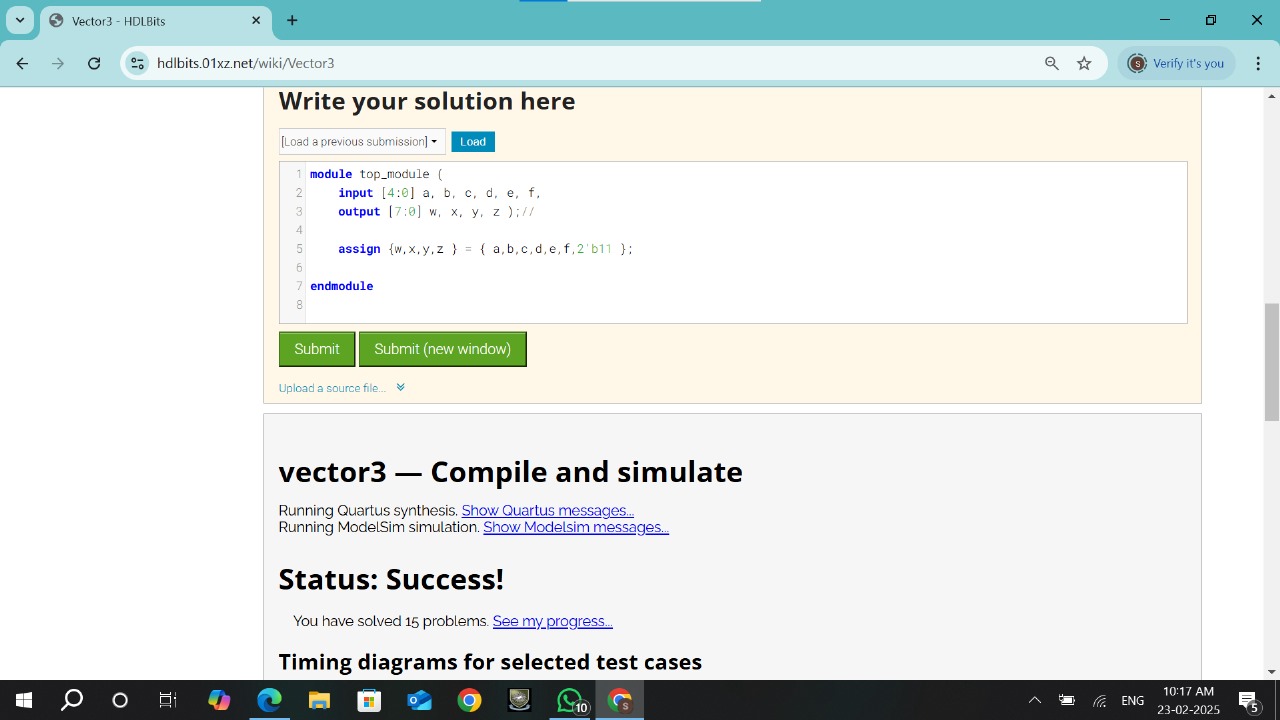 Vector3 - HDLBits
hdlbits.01xz.net/wiki/Vector3
Verify it's you
Write your solution here
[Load a previous submission]
Load
1 module top_module (
2 input [4:0] a, b, c, d, e, f,
3 output [7:0] w, x, y, z );//
4
5 assign {w,x,y,z } = { a,b,c,d,e,f,2'b11 };
6
7 endmodule
8
Submit
Submit (new window)
Upload a source file...
vector3 — Compile and simulate
Running Quartus synthesis. Show Quartus messages...
Running ModelSim simulation. Show Modelsim messages...
Status: Success!
You have solved 15 problems. See my progress...
Timing diagrams for selected test cases
10
S
ENG
10:17 AM
23-02-2025
5